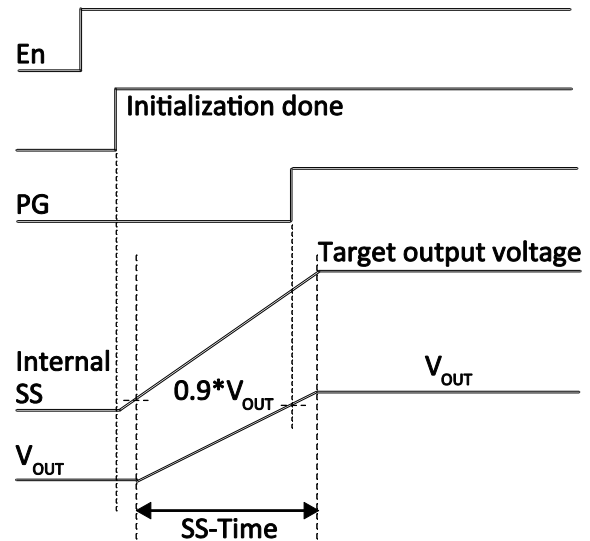 En
Initialization done
PG
Target output voltage
Internal
SS
0.9*VOUT
VOUT
VOUT
SS-Time